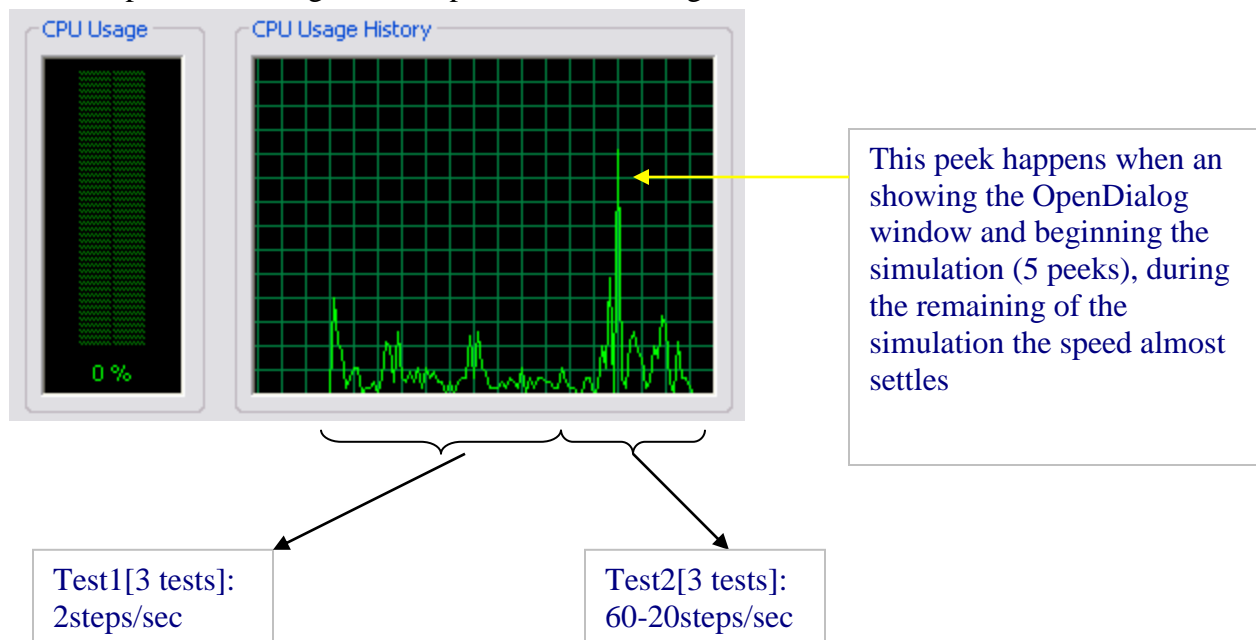 CPU Usage
CPU Usage History
0 %
This peek happens when an
showing the OpenDialog
window and beginning the
simulation (5 peeks), during
the remaining of the
simulation the speed almost
settles
Test1[3 tests]:
2steps/sec
Test2[3 tests]:
60-20steps/sec